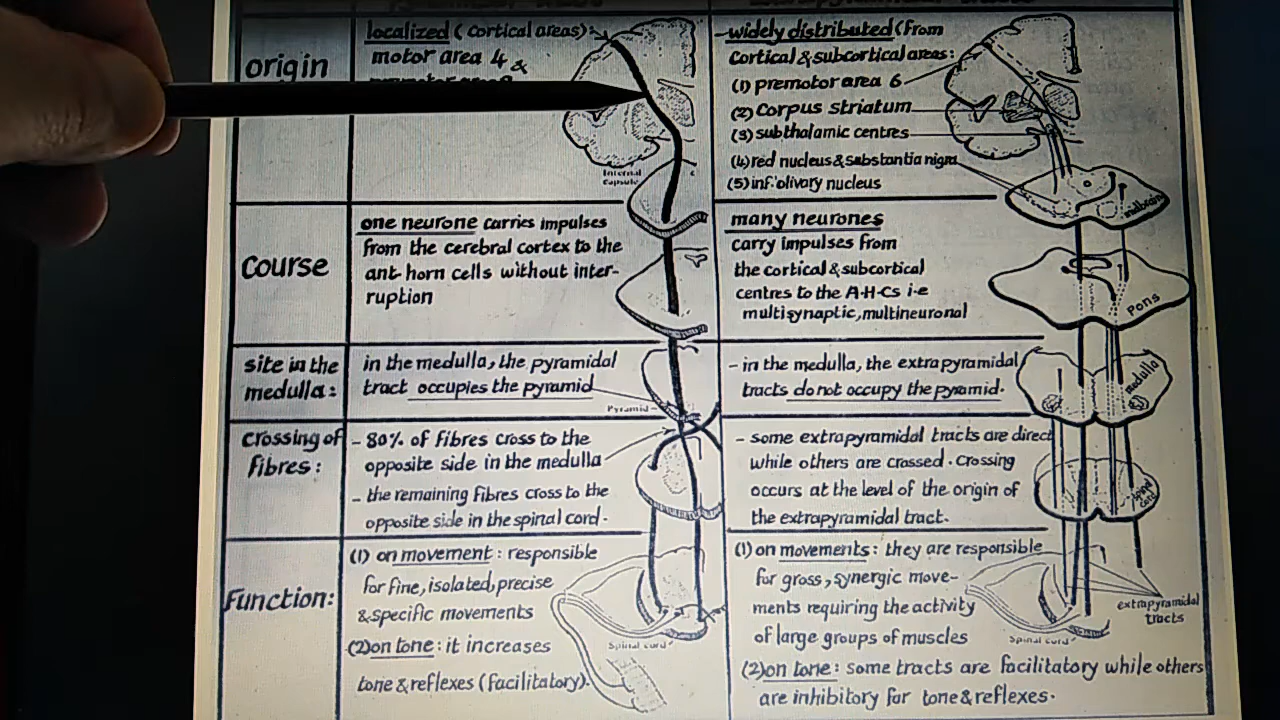 origin
localized (cortical areas):
motor area 4 &
internal
capsule
-widely distributed (from
cortical & subcortical areas:
(1) premotor area 6
(2) corpus striatum
(3) subthalamic centres
(4) red nucleus & substantia nigra
(5) inf. olivary nucleus
midbrain
course
one neurone carries impulses
from the cerebral cortex to the
ant. horn cells without inter-
ruption
many neurones
carry impulses from
the cortical & subcortical
centres to the A.H.Cs i.e
multisynaptic, multineuronal
Pons
site in the
medulla:
in the medulla, the pyramidal
tract occupies the pyramid
Pyramid
- in the medulla, the extrapyramidal
tracts do not occupy the pyramid.
medulla
crossing of
fibres:
- 80% of fibres cross to the
opposite side in the medulla
- the remaining fibres cross to the
opposite side in the spinal cord.
- some extrapyramidal tracts are direct
while others are crossed. crossing
occurs at the level of the origin of
the extrapyramidal tract.
spinal
cord
Function:
(1) on movement: responsible
for fine, isolated, precise
& specific movements
(2) on tone: it increases
tone & reflexes (facilitatory).
Spinal cord
(1) on movements: they are responsible
for gross, synergic move-
ments requiring the activity
of large groups of muscles
(2) on tone: some tracts are facilitatory while others
are inhibitory for tone & reflexes.
Spinal cord
extrapyramidal
tracts